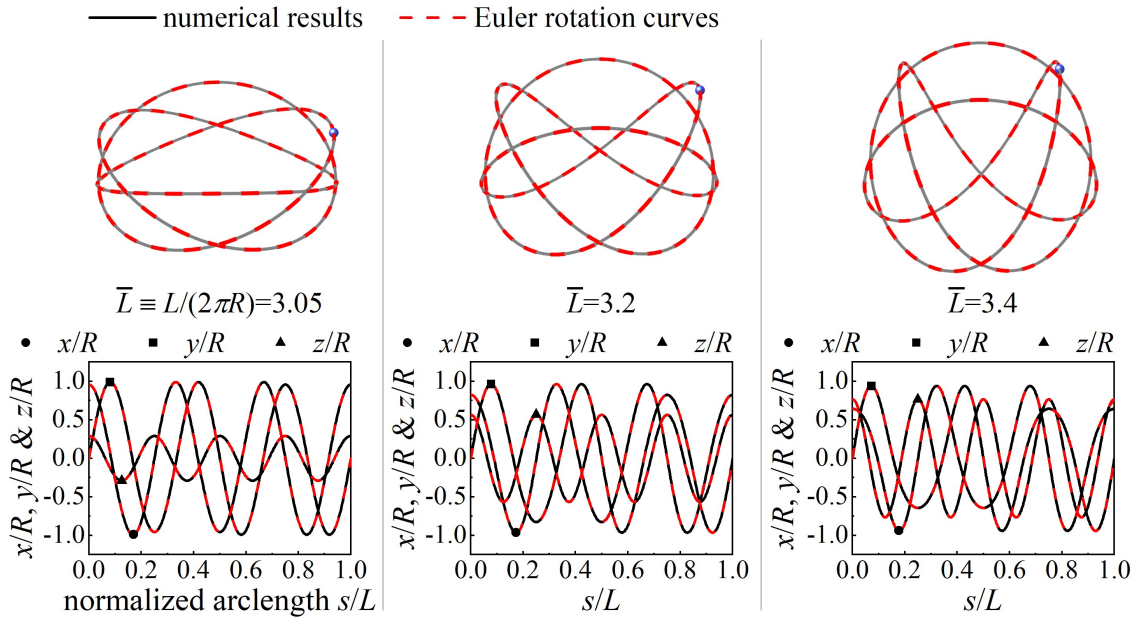 numerical results   Euler rotation curves
L̅ ≡ L/(2πR)=3.05   L̅=3.2   L̅=3.4
x/R   y/R   z/R   x/R   y/R   z/R   x/R   y/R   z/R
x/R, y/R & z/R
1.0
0.5
0.0
-0.5
-1.0
0.0 0.2 0.4 0.6 0.8 1.0
normalized arclength s/L
x/R, y/R & z/R
1.0
0.5
0.0
-0.5
-1.0
0.0 0.2 0.4 0.6 0.8 1.0
s/L
x/R, y/R & z/R
1.0
0.5
0.0
-0.5
-1.0
0.0 0.2 0.4 0.6 0.8 1.0
s/L